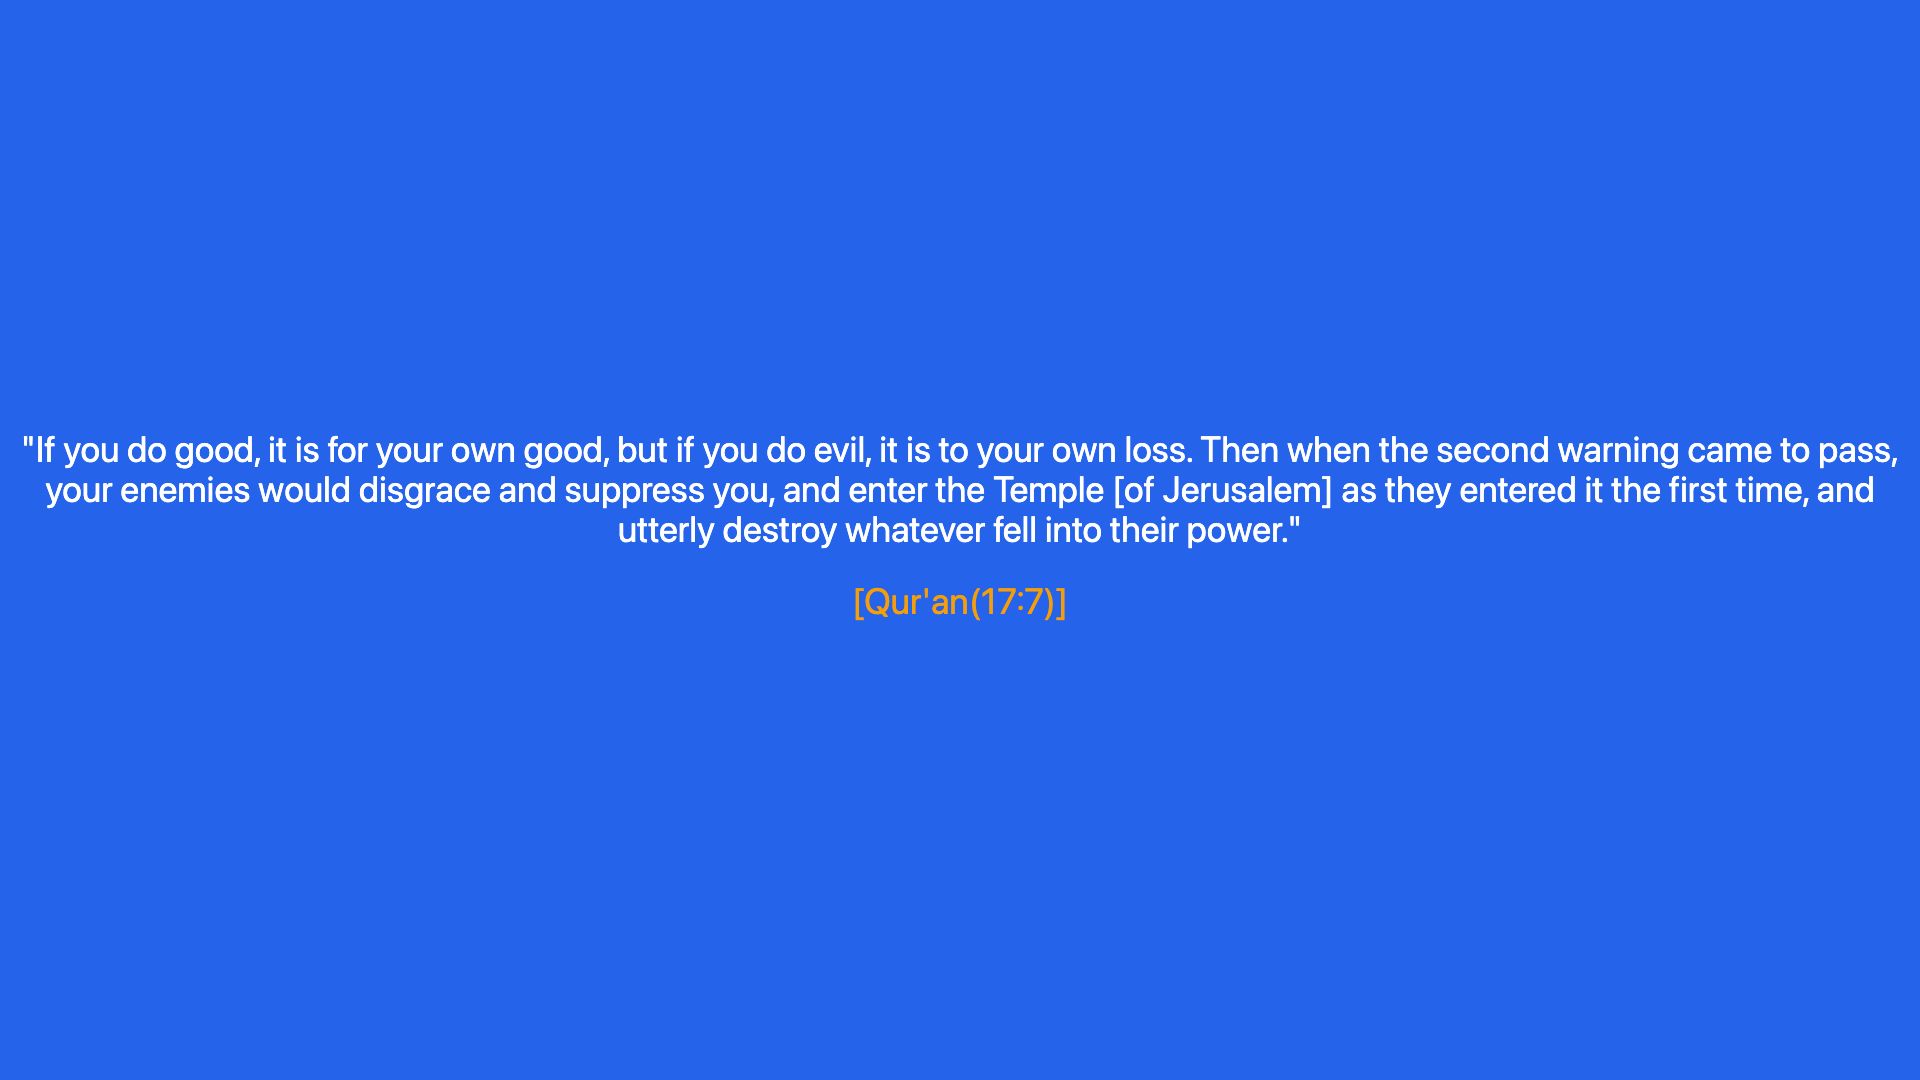 "If you do good, it is for your own good, but if you do evil, it is to your own loss. Then when the second warning came to pass,
your enemies would disgrace and suppress you, and enter the Temple [of Jerusalem] as they entered it the first time, and
utterly destroy whatever fell into their power."
[Qur'an(17:7)]